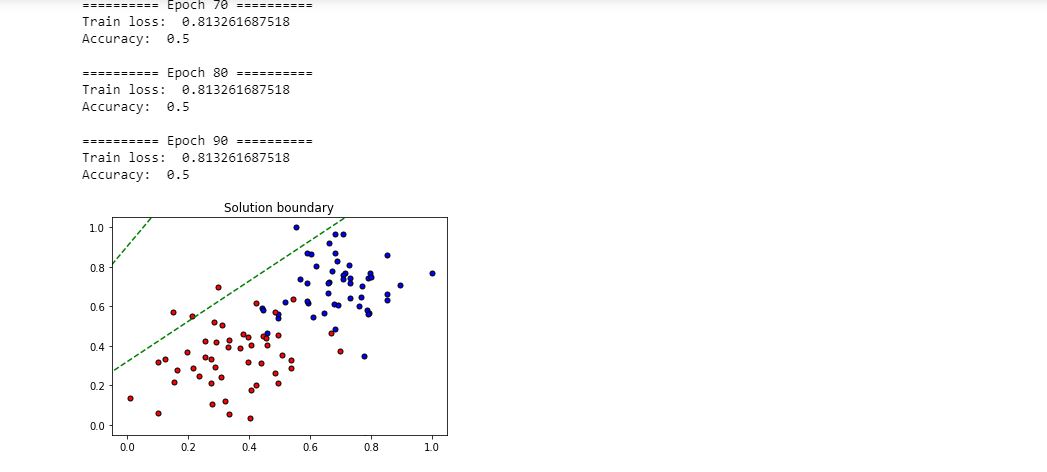 ========== Epoch 70 ==========
Train loss:  0.813261687518
Accuracy:  0.5
========== Epoch 80 ==========
Train loss:  0.813261687518
Accuracy:  0.5
========== Epoch 90 ==========
Train loss:  0.813261687518
Accuracy:  0.5
Solution boundary
1.0
0.8
0.6
0.4
0.2
0.0
0.0 0.2 0.4 0.6 0.8 1.0